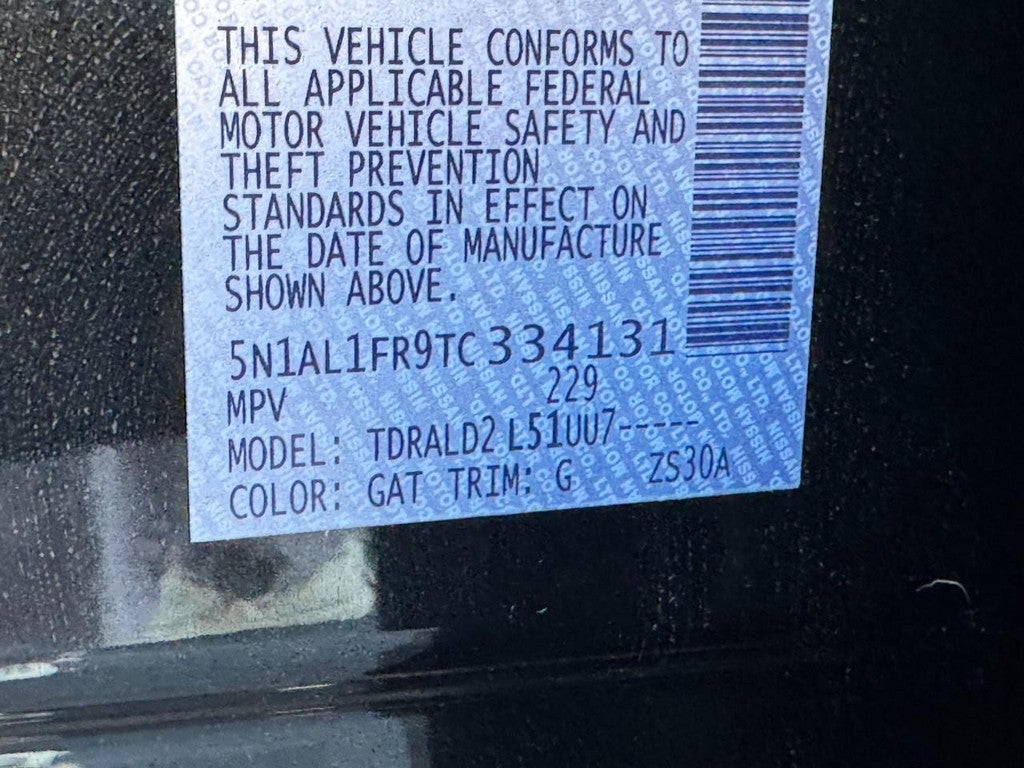 THIS VEHICLE CONFORMS TO
ALL APPLICABLE FEDERAL
MOTOR VEHICLE SAFETY AND
THEFT PREVENTION
STANDARDS IN EFFECT ON
THE DATE OF MANUFACTURE
SHOWN ABOVE.
5N1AL1FR9TC334131
MPV 229
MODEL: TDRALD2 L51UU7-----
COLOR: GAT TRIM: G ZS30A